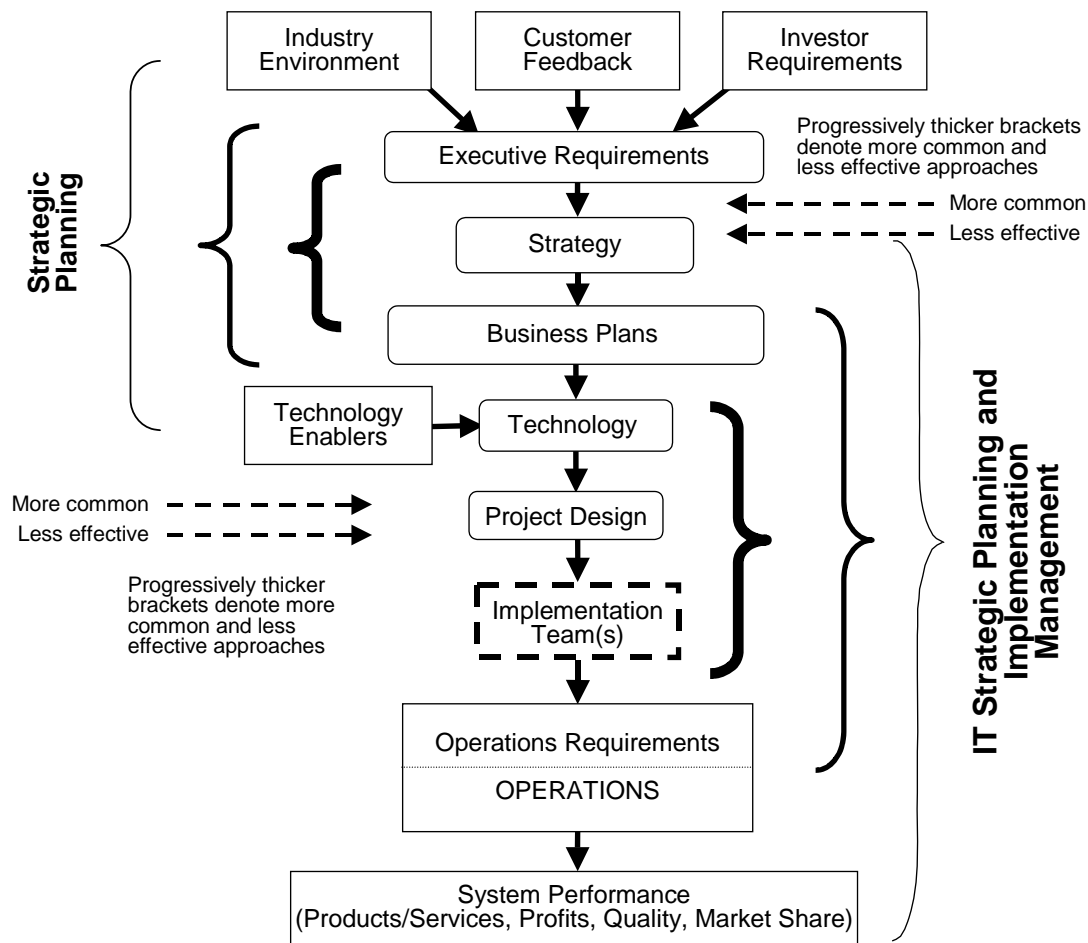 Industry
Environment
Customer
Feedback
Investor
Requirements
Strategic
Planning
Executive Requirements
Progressively thicker brackets
denote more common and
less effective approaches
More common
Less effective
Strategy
Business Plans
Technology
Enablers
Technology
More common
Less effective
Project Design
Progressively thicker
brackets denote more
common and less
effective approaches
Implementation
Team(s)
IT Strategic Planning and
Implementation
Management
Operations Requirements
OPERATIONS
System Performance
(Products/Services, Profits, Quality, Market Share)